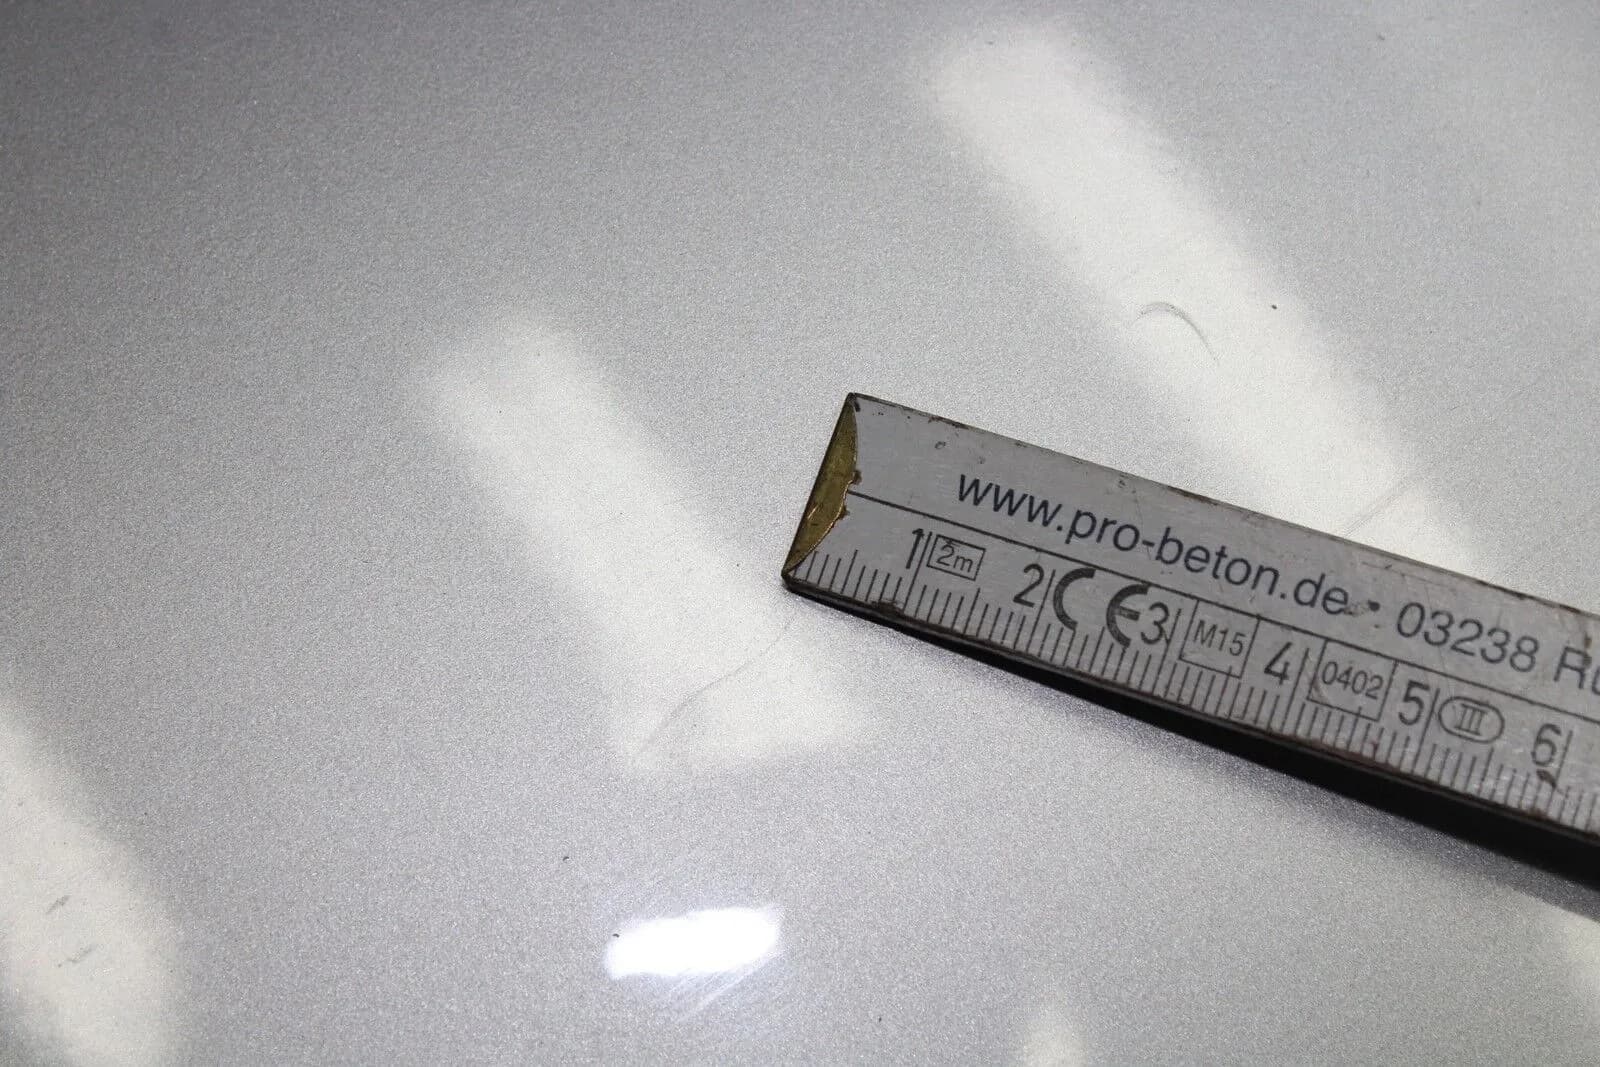 www.pro-beton.de • 03238 R
1 2m 2 CE 3 M15 4 0402 5 III 6